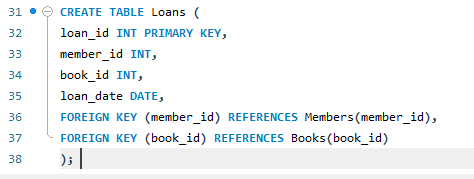 31 CREATE TABLE Loans (
32 loan_id INT PRIMARY KEY,
33 member_id INT,
34 book_id INT,
35 loan_date DATE,
36 FOREIGN KEY (member_id) REFERENCES Members(member_id),
37 FOREIGN KEY (book_id) REFERENCES Books(book_id)
38 );